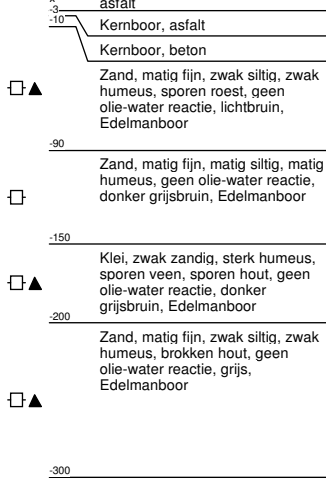 asfalt
-3
-10
Kernboor, asfalt
Kernboor, beton
Zand, matig fijn, zwak siltig, zwak
humeus, sporen roest, geen
olie-water reactie, lichtbruin,
Edelmanboor
-90
Zand, matig fijn, matig siltig, matig
humeus, geen olie-water reactie,
donker grijsbruin, Edelmanboor
-150
Klei, zwak zandig, sterk humeus,
sporen veen, sporen hout, geen
olie-water reactie, donker
grijsbruin, Edelmanboor
-200
Zand, matig fijn, zwak siltig, zwak
humeus, brokken hout, geen
olie-water reactie, grijs,
Edelmanboor
-300